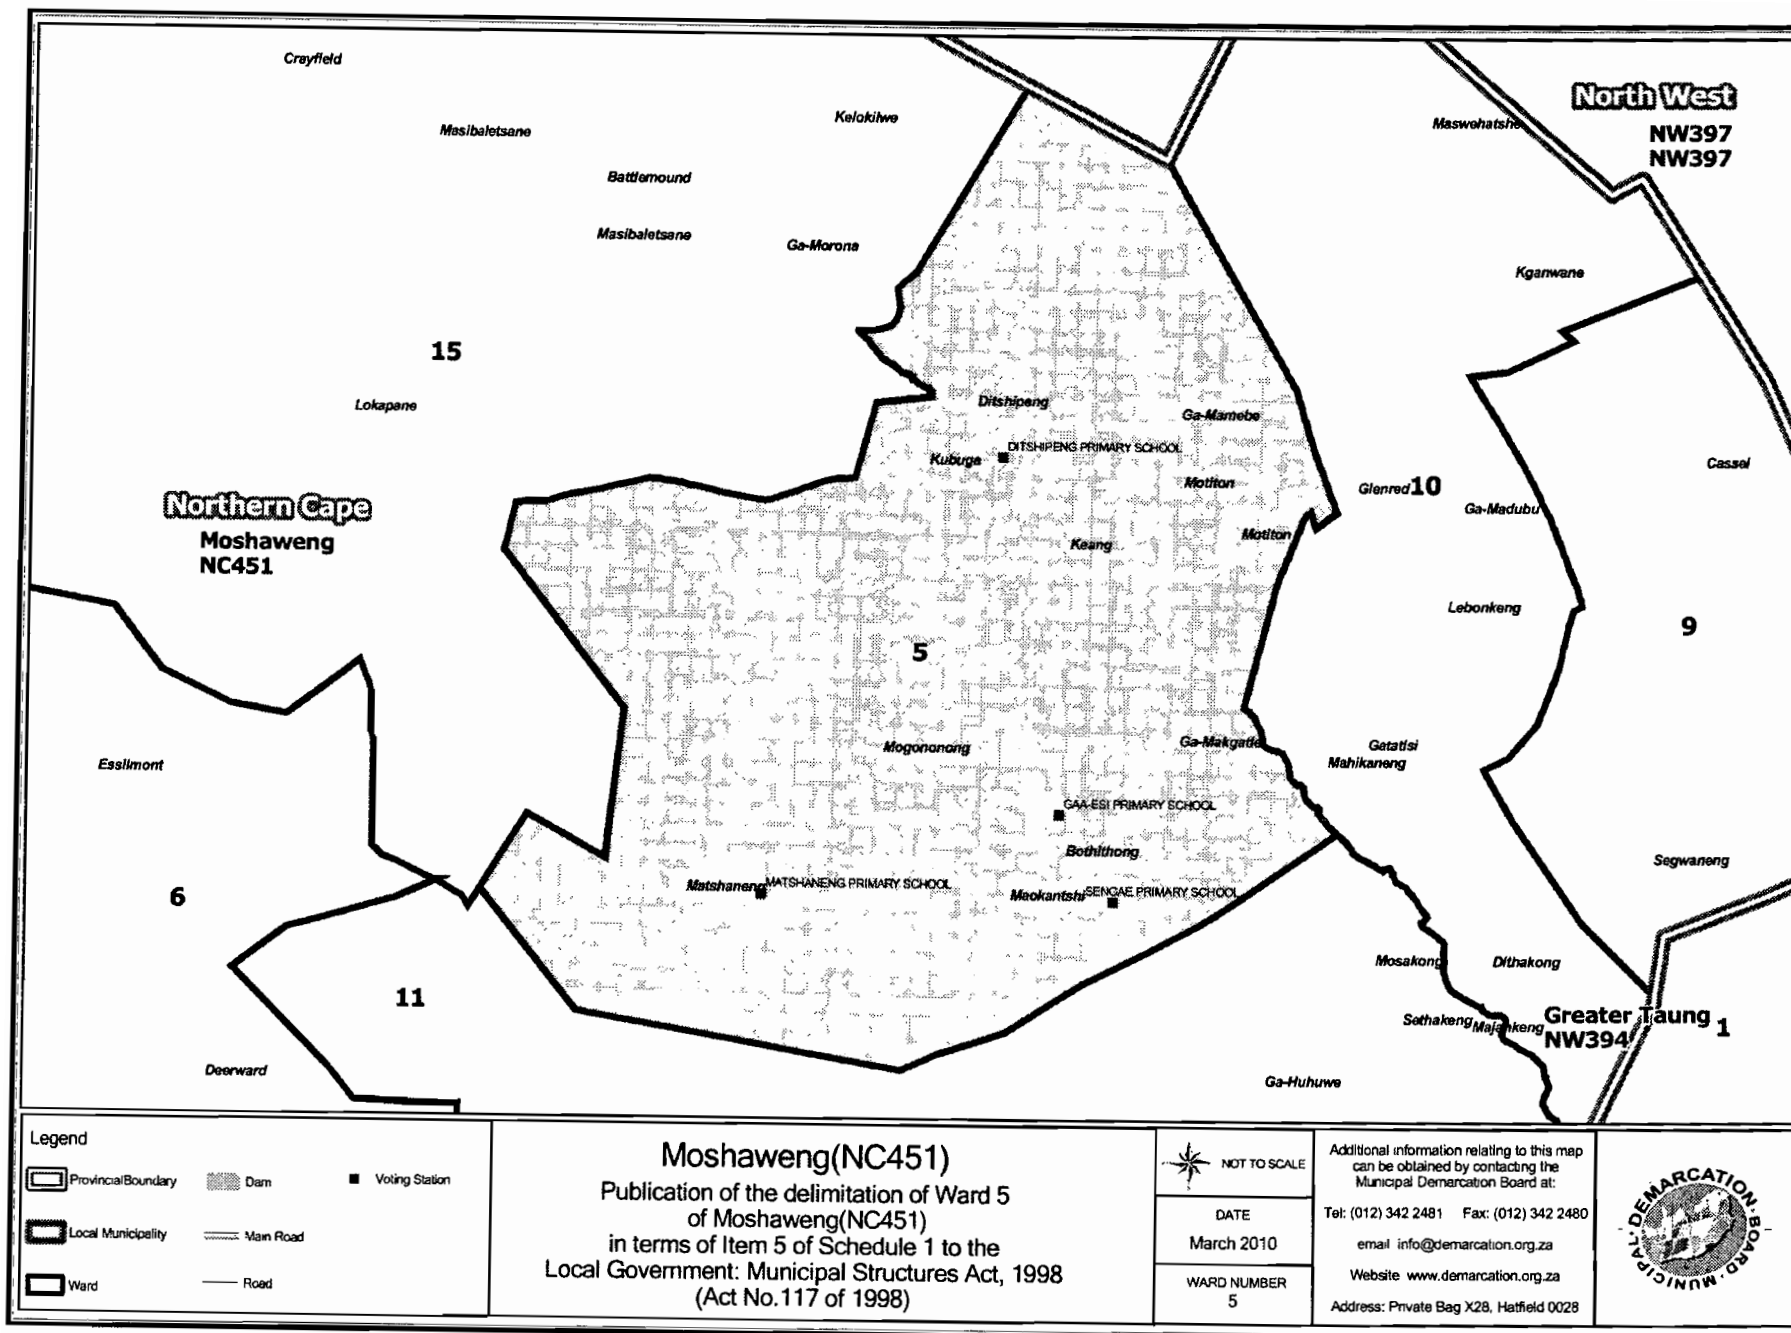 Crayfield
Masibaletsane
Kelokilwe
Battlemound
Masibaletsane
Ga-Morona
North West
Maswehatshe
NW397
NW397
Kganwane
15
Lokapane
Ditshipeng
Ga-Mamebe
DITSHIPENG PRIMARY SCHOOL
Kubuga
Cassel
Motiton
Glenred
10
Northern Cape
Ga-Madubu
Moshaweng
NC451
Keang
Motiton
Lebonkeng
9
5
Mogononong
Ga-Makgatle
Gatatisi
Mahikaneng
Essilmont
GAA-ESI PRIMARY SCHOOL
Bothithong
Segwaneng
6
Matshaneng
MATSHANENG PRIMARY SCHOOL
Maokantshi
SENGAE PRIMARY SCHOOL
11
Mosakong
Dithakong
Sethakeng
Majankeng
Greater Taung
NW394
1
Deerward
Ga-Huhuwe
Legend
Provincial Boundary
Dam
Voting Station
Local Municipality
Main Road
Ward
Road
Moshaweng(NC451)
Publication of the delimitation of Ward 5
of Moshaweng(NC451)
in terms of Item 5 of Schedule 1 to the
Local Government: Municipal Structures Act, 1998
(Act No.117 of 1998)
NOT TO SCALE
DATE
March 2010
WARD NUMBER
5
Additional information relating to this map
can be obtained by contacting the
Municipal Demarcation Board at:
Tel: (012) 342 2481 Fax: (012) 342 2480
email info@demarcation.org.za
Website www.demarcation.org.za
Address: Private Bag X28, Hatfield 0028
MUNICIPAL · DEMARCATION · BOARD